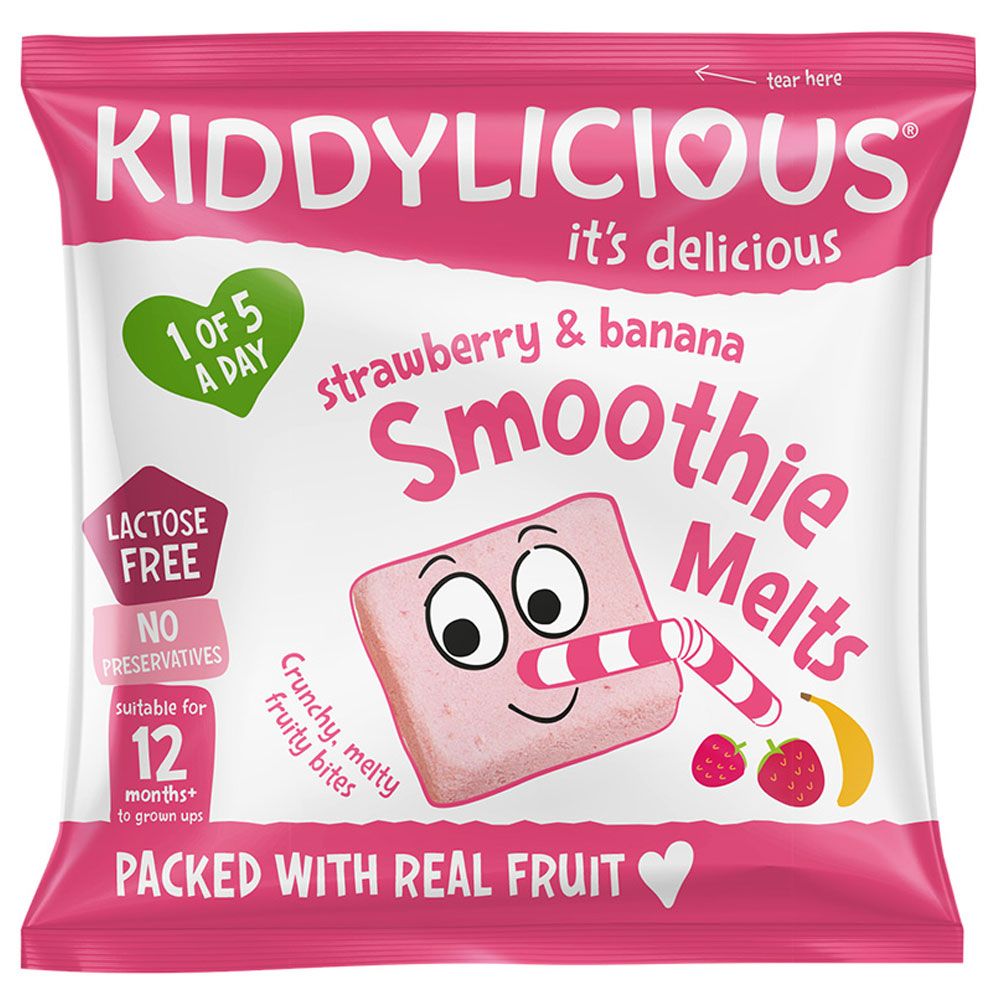 tear here
KIDDYLICIOUS®
it's delicious
1 OF 5
A DAY
strawberry & banana
Smoothie
Melts
LACTOSE
FREE
NO
PRESERVATIVES
suitable for
12
months+
to grown ups
Crunchy, melty
fruity bites
PACKED WITH REAL FRUIT